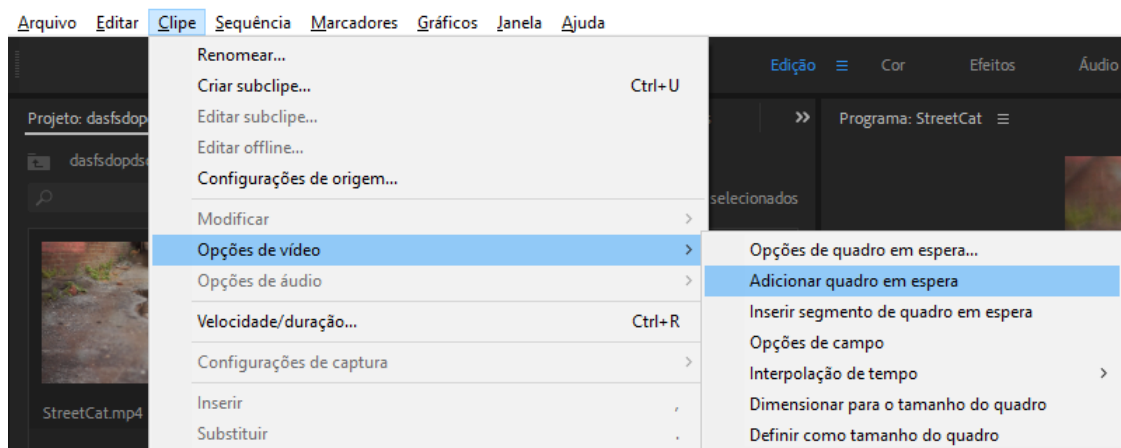 Arquivo Editar Clipe Sequência Marcadores Gráficos Janela Ajuda
Renomear...
Criar subclipe... Ctrl+U
Editar subclipe...
Editar offline...
Configurações de origem...
Modificar
Opções de vídeo
Opções de áudio
Velocidade/duração... Ctrl+R
Configurações de captura
Inserir ,
Substituir .
Edição Cor Efeitos Áudio
Projeto: dasfsdop
Programa: StreetCat
dasfsdopds
selecionados
StreetCat.mp4
Opções de quadro em espera...
Adicionar quadro em espera
Inserir segmento de quadro em espera
Opções de campo
Interpolação de tempo
Dimensionar para o tamanho do quadro
Definir como tamanho do quadro